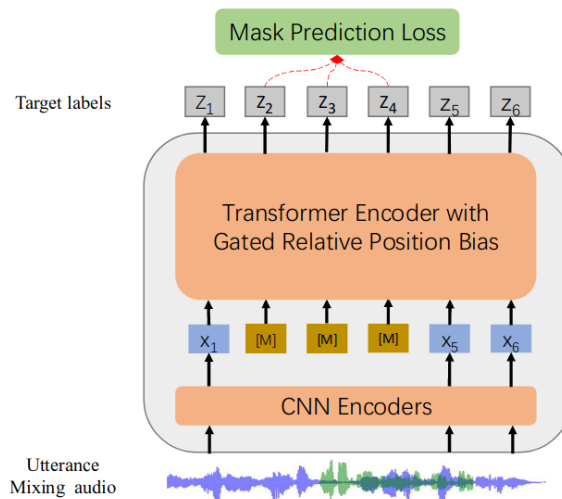 Mask Prediction Loss
Target labels
Z1 Z2 Z3 Z4 Z5 Z6
Transformer Encoder with
Gated Relative Position Bias
X1 [M] [M] [M] X5 X6
CNN Encoders
Utterance
Mixing audio